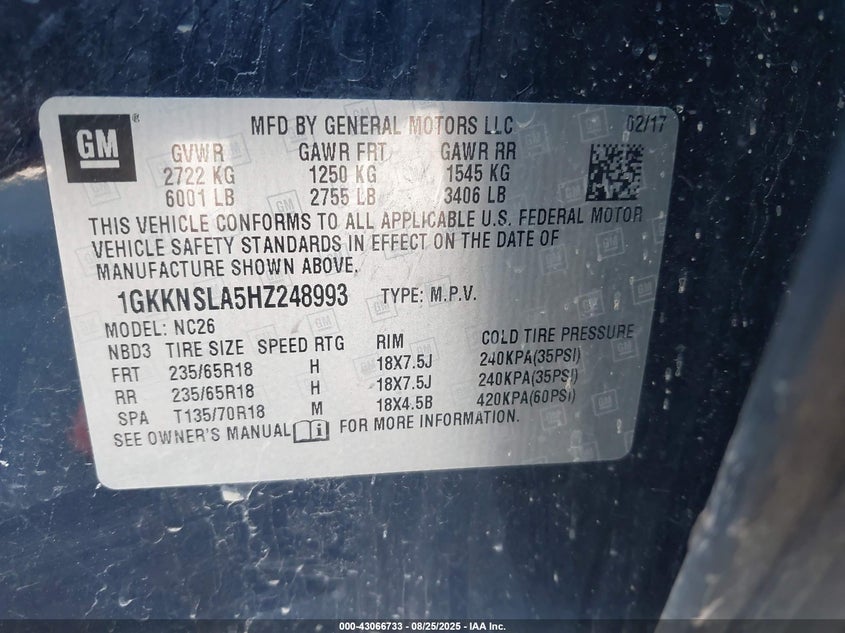 GM ®
MFD BY GENERAL MOTORS LLC 02/17
GVWR GAWR FRT GAWR RR
2722 KG 1250 KG 1545 KG
6001 LB 2755 LB 3406 LB
THIS VEHICLE CONFORMS TO ALL APPLICABLE U.S. FEDERAL MOTOR
VEHICLE SAFETY STANDARDS IN EFFECT ON THE DATE OF
MANUFACTURE SHOWN ABOVE.
1GKKNSLA5HZ248993 TYPE: M.P.V.
MODEL: NC26
NBD3 TIRE SIZE SPEED RTG RIM COLD TIRE PRESSURE
FRT 235/65R18 H 18X7.5J 240KPA(35PSI)
RR 235/65R18 H 18X7.5J 240KPA(35PSI)
SPA T135/70R18 M 18X4.5B 420KPA(60PSI)
SEE OWNER'S MANUAL FOR MORE INFORMATION.
000-43066733 - 08/25/2025 - IAA Inc.